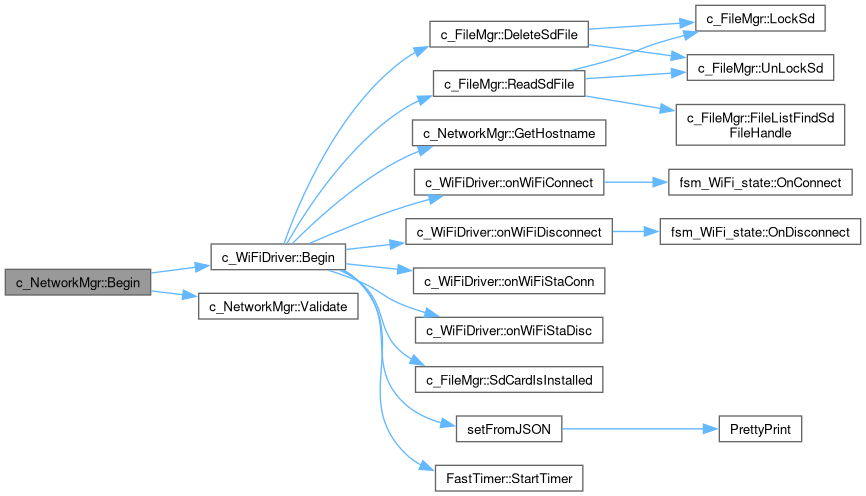 c_NetworkMgr::Begin
c_WiFiDriver::Begin
c_NetworkMgr::Validate
c_FileMgr::DeleteSdFile
c_FileMgr::ReadSdFile
c_NetworkMgr::GetHostname
c_WiFiDriver::onWiFiConnect
c_WiFiDriver::onWiFiDisconnect
c_WiFiDriver::onWiFiStaConn
c_WiFiDriver::onWiFiStaDisc
c_FileMgr::SdCardIsInstalled
setFromJSON
FastTimer::StartTimer
c_FileMgr::LockSd
c_FileMgr::UnLockSd
c_FileMgr::FileListFindSd
FileHandle
fsm_WiFi_state::OnConnect
fsm_WiFi_state::OnDisconnect
PrettyPrint